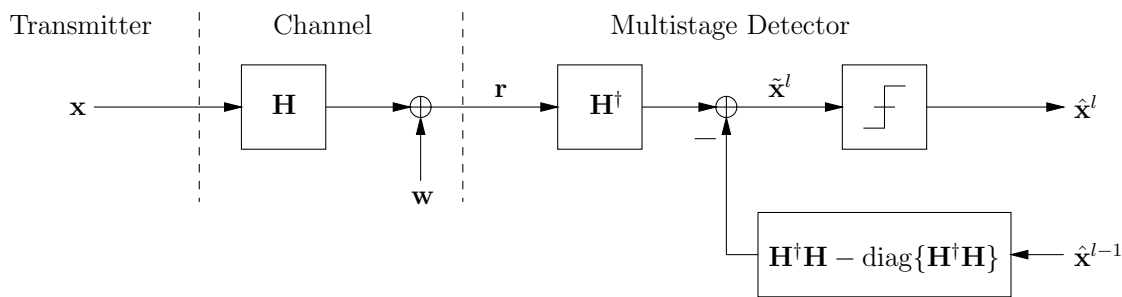 Transmitter Channel Multistage Detector
x H r H† x̃ˡ x̂ˡ
−
w
H†H − diag{H†H} x̂ˡ⁻¹